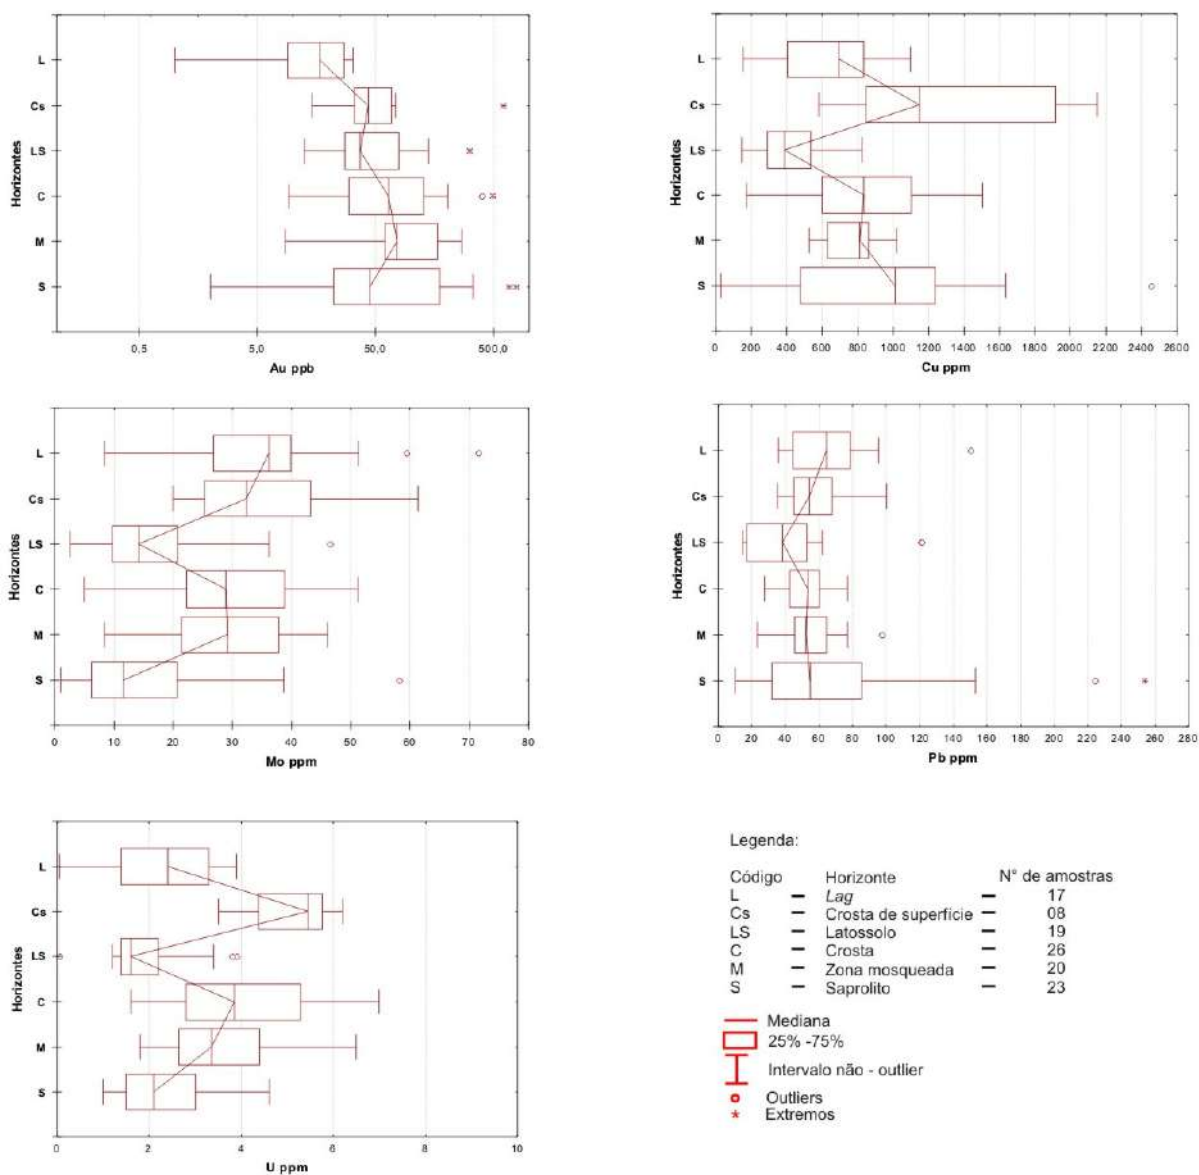 L
Cs
LS
C
M
S
Horizontes
0,5
5,0
50,0
500,0
Au ppb
L
Cs
LS
C
M
S
Horizontes
0
200
400
600
800
1000
1200
1400
1600
1800
2000
2200
2400
2600
Cu ppm
L
Cs
LS
C
M
S
Horizontes
0
10
20
30
40
50
60
70
80
Mo ppm
L
Cs
LS
C
M
S
Horizontes
0
20
40
60
80
100
120
140
160
180
200
220
240
260
280
Pb ppm
L
Cs
LS
C
M
S
Horizontes
0
2
4
6
8
10
U ppm
Legenda:
Código Horizonte N° de amostras
L – Lag – 17
Cs – Crosta de superfície – 08
LS – Latossolo – 19
C – Crosta – 26
M – Zona mosqueada – 20
S – Saprolito – 23
Mediana
25% -75%
Intervalo não - outlier
Outliers
* Extremos